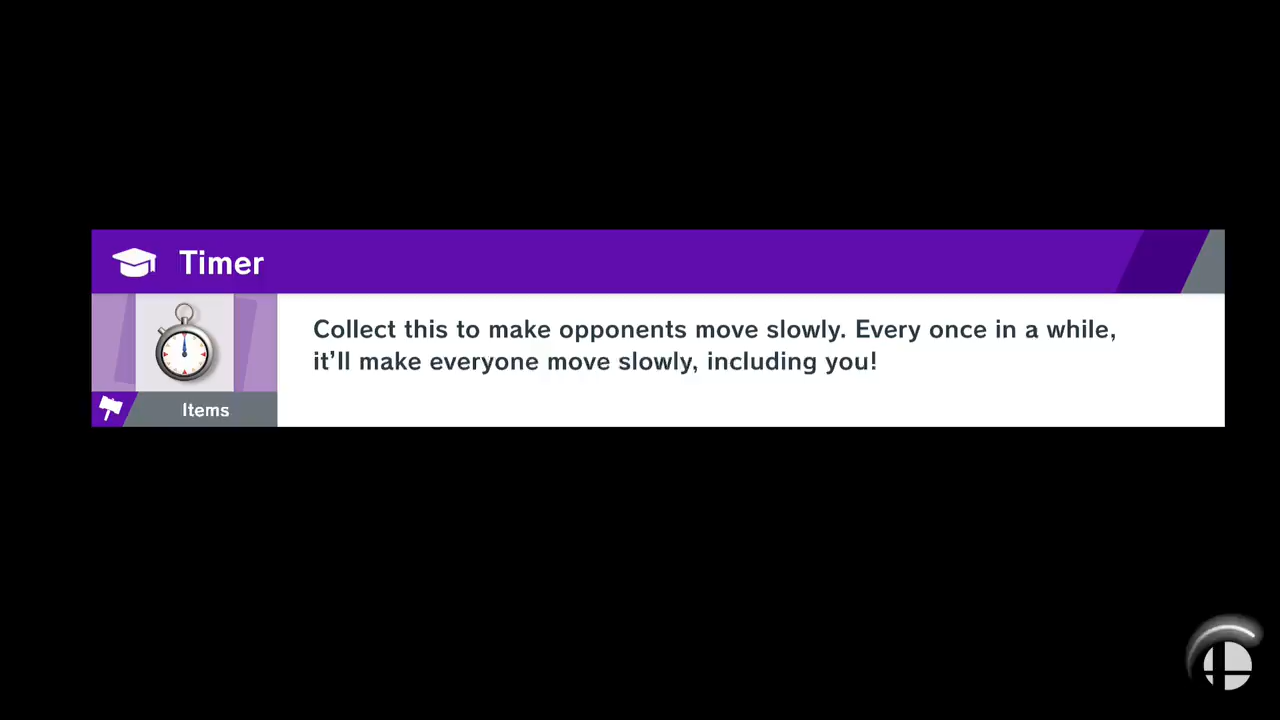 Timer
Collect this to make opponents move slowly. Every once in a while,
it’ll make everyone move slowly, including you!
Items